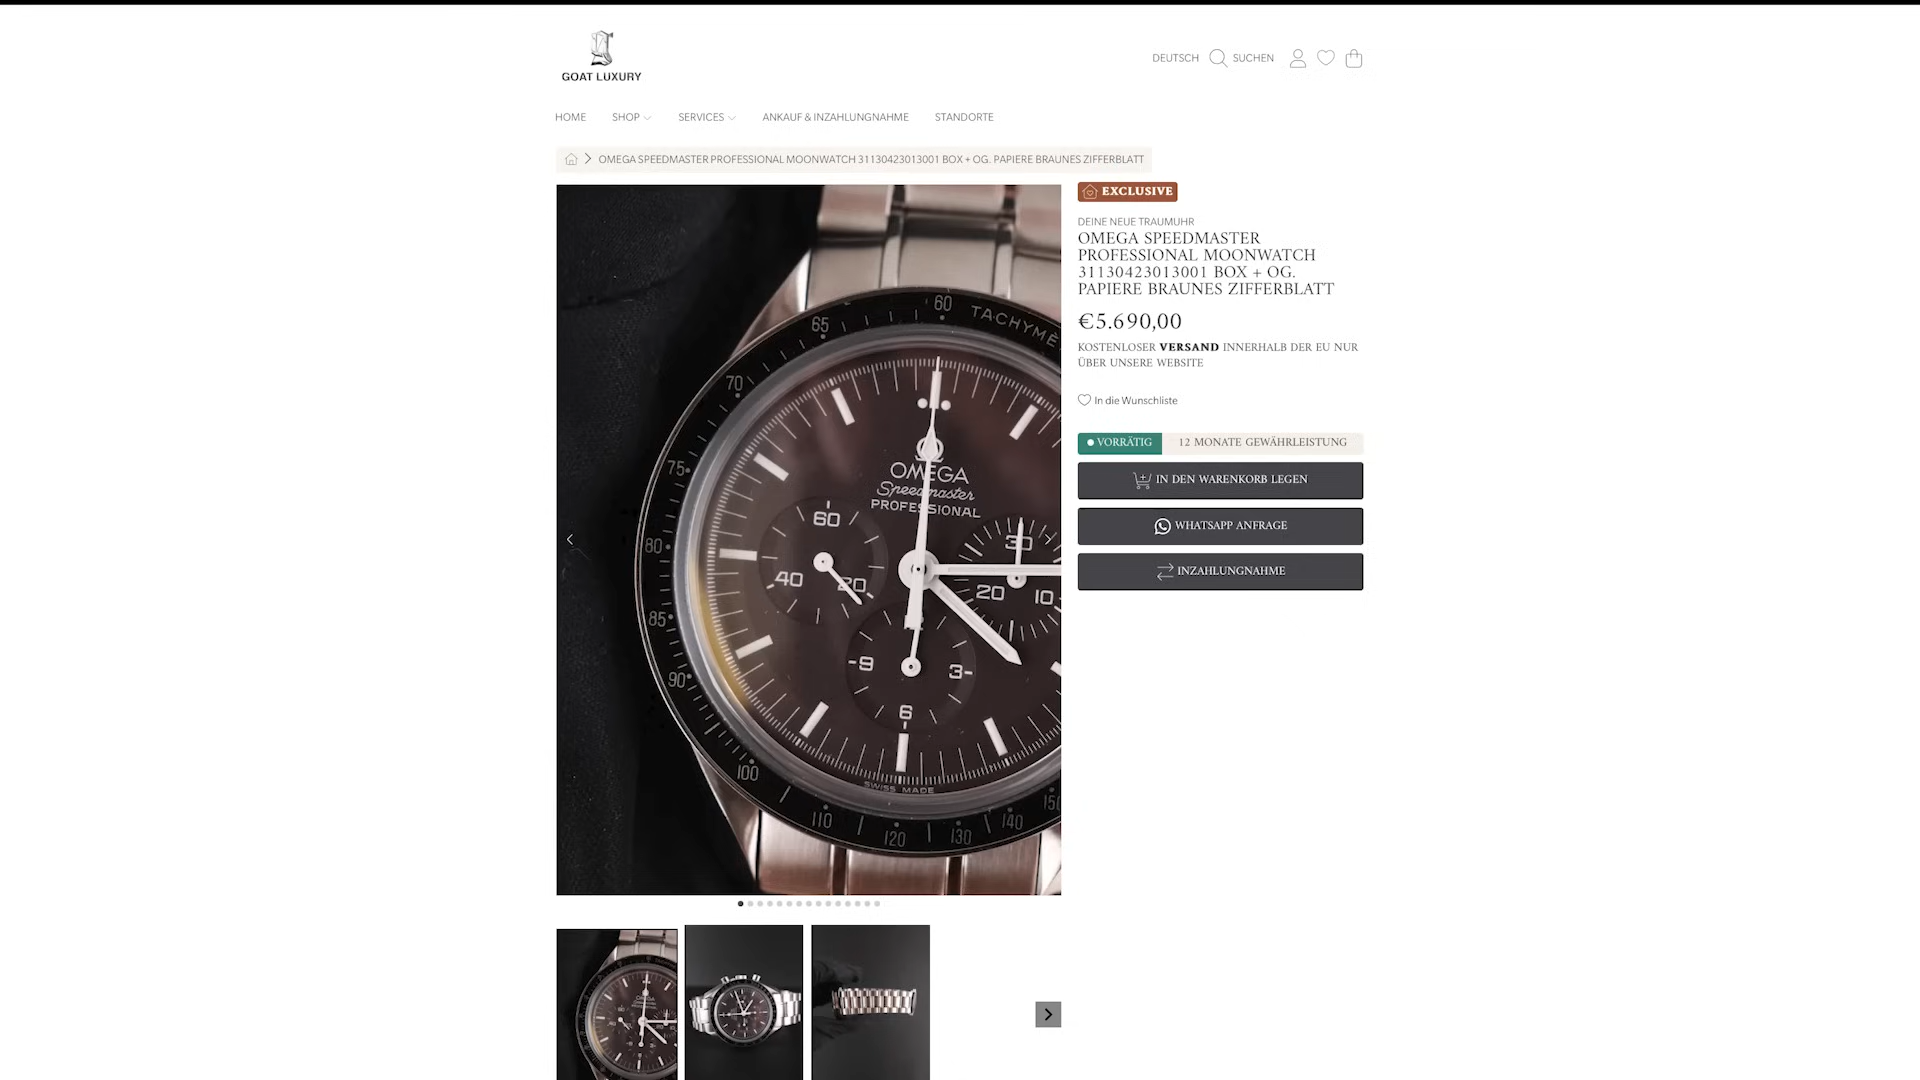 GOAT LUXURY
DEUTSCH SUCHEN
HOME SHOP SERVICES ANKAUF & INZAHLUNGNAHME STANDORTE
OMEGA SPEEDMASTER PROFESSIONAL MOONWATCH 31130423013001 BOX + OG. PAPIERE BRAUNES ZIFFERBLATT
EXCLUSIVE
DEINE NEUE TRAUMUHR
OMEGA SPEEDMASTER
PROFESSIONAL MOONWATCH
31130423013001 BOX + OG.
PAPIERE BRAUNES ZIFFERBLATT
€5.690,00
KOSTENLOSER VERSAND INNERHALB DER EU NUR
ÜBER UNSERE WEBSITE
In die Wunschliste
VORRÄTIG 12 MONATE GEWÄHRLEISTUNG
IN DEN WARENKORB LEGEN
WHATSAPP ANFRAGE
INZAHLUNGNAHME
60 TACHYMÈ
65
70
75
80
85
90
100
110
120
130
140
150
OMEGA
Speedmaster
PROFESSIONAL
60
40 20
30
20 10
9 3
6
SWISS MADE